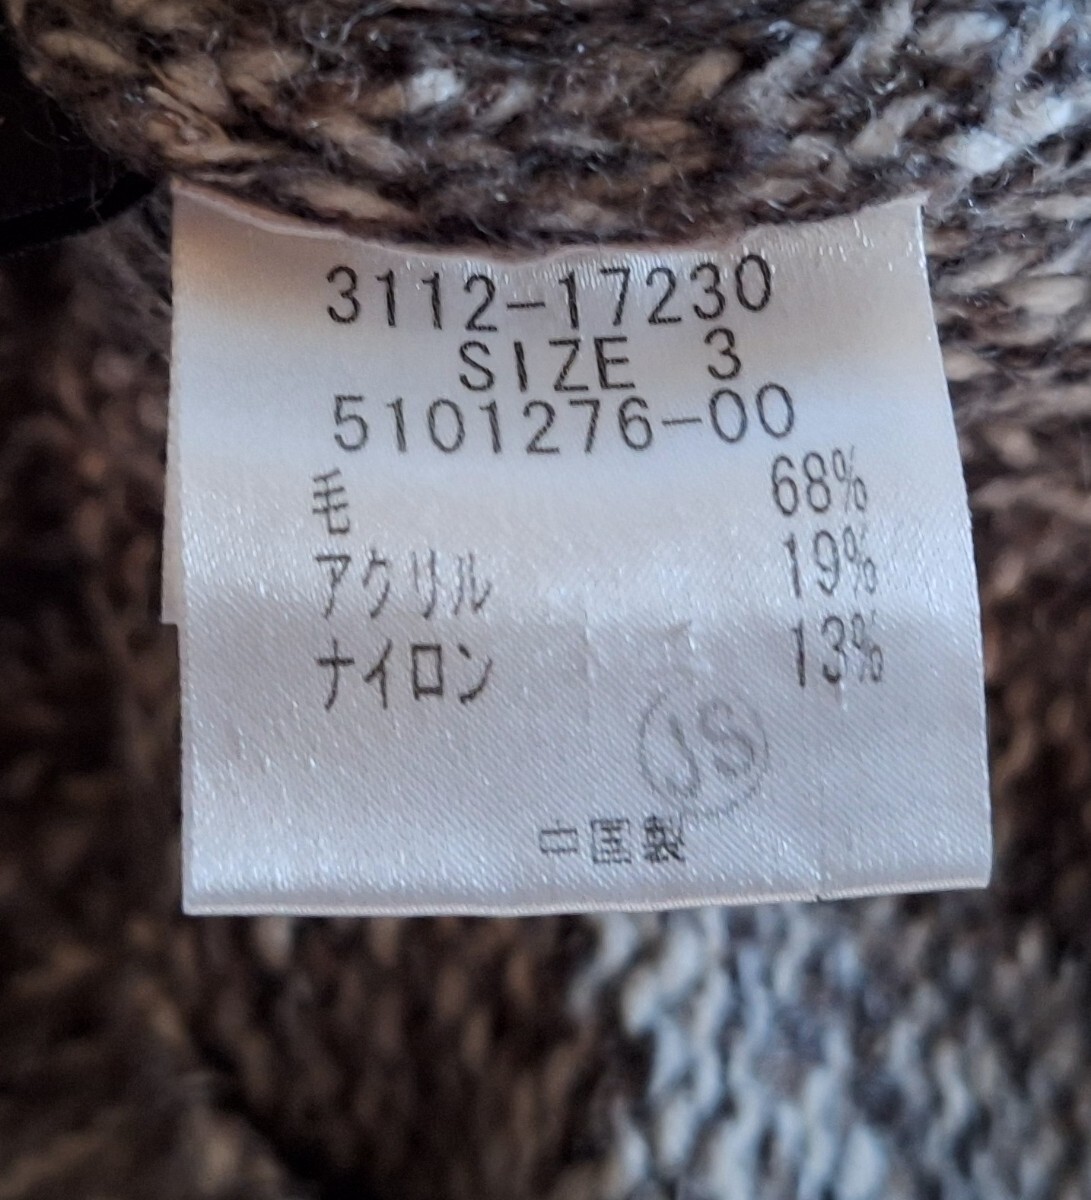 3112-17230
SIZE 3
5101276-00
毛 68%
アクリル 19%
ナイロン 13%
JS
中国製